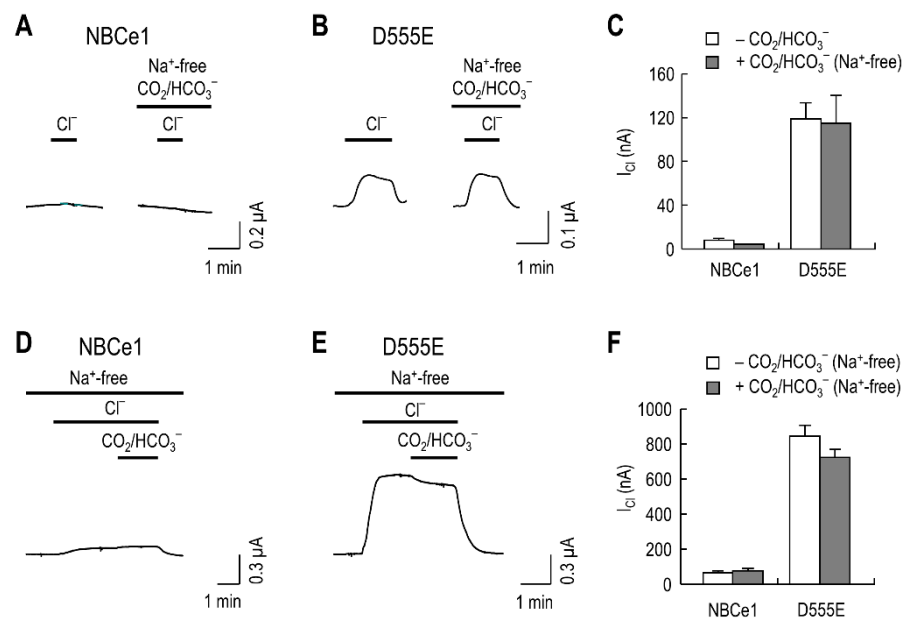 A
NBCe1
Na⁺-free
CO₂/HCO₃⁻
Cl⁻
Cl⁻
0.2 µA
1 min
B
D555E
Na⁺-free
CO₂/HCO₃⁻
Cl⁻
Cl⁻
0.1 µA
1 min
C
– CO₂/HCO₃⁻
+ CO₂/HCO₃⁻ (Na⁺-free)
160
120
80
40
0
I_Cl (nA)
NBCe1
D555E
D
NBCe1
Na⁺-free
Cl⁻
CO₂/HCO₃⁻
0.3 µA
1 min
E
D555E
Na⁺-free
Cl⁻
CO₂/HCO₃⁻
0.3 µA
1 min
F
– CO₂/HCO₃⁻ (Na⁺-free)
+ CO₂/HCO₃⁻ (Na⁺-free)
1000
800
600
400
200
0
I_Cl (nA)
NBCe1
D555E